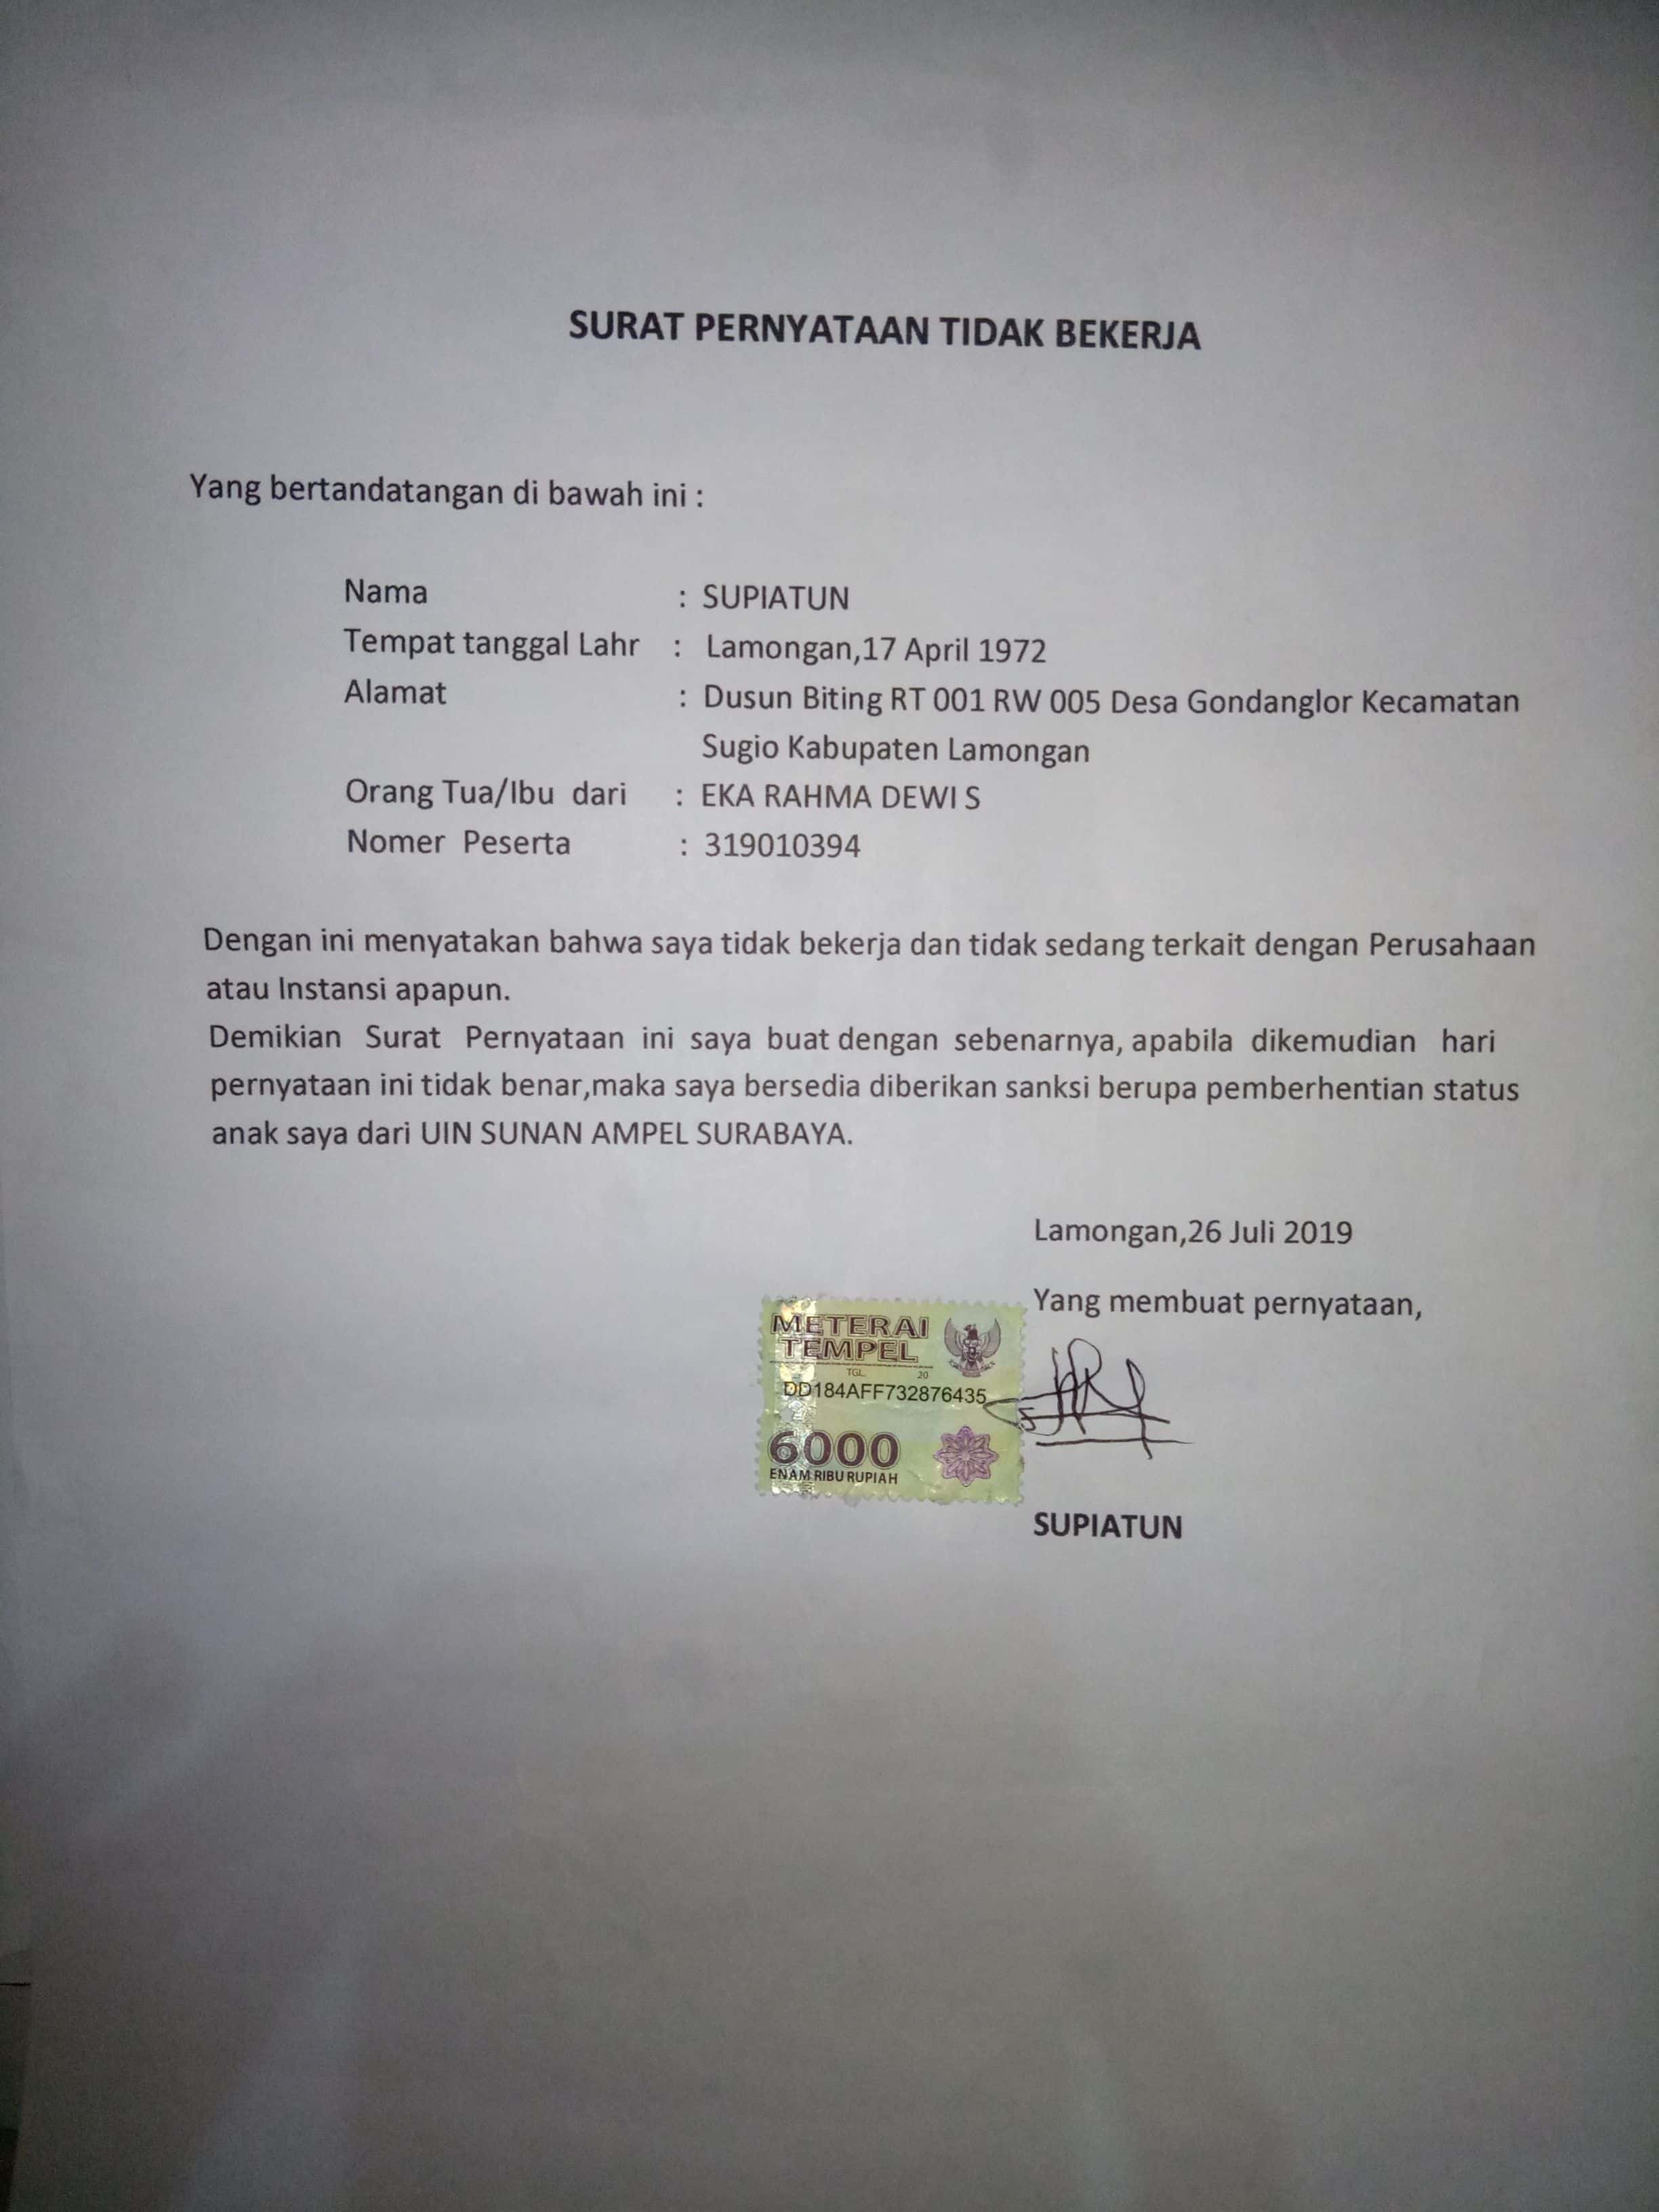 SURAT PERNYATAAN TIDAK BEKERJA
Yang bertandatangan di bawah ini :
Nama : SUPIATUN
Tempat tanggal Lahr : Lamongan,17 April 1972
Alamat : Dusun Biting RT 001 RW 005 Desa Gondanglor Kecamatan
Sugio Kabupaten Lamongan
Orang Tua/Ibu dari : EKA RAHMA DEWI S
Nomer Peserta : 319010394
Dengan ini menyatakan bahwa saya tidak bekerja dan tidak sedang terkait dengan Perusahaan
atau Instansi apapun.
Demikian Surat Pernyataan ini saya buat dengan sebenarnya, apabila dikemudian hari
pernyataan ini tidak benar,maka saya bersedia diberikan sanksi berupa pemberhentian status
anak saya dari UIN SUNAN AMPEL SURABAYA.
Lamongan,26 Juli 2019
Yang membuat pernyataan,
METERAI
TEMPEL
TGL. 20
DD184AFF732876435
6000
ENAM RIBU RUPIAH
SUPIATUN